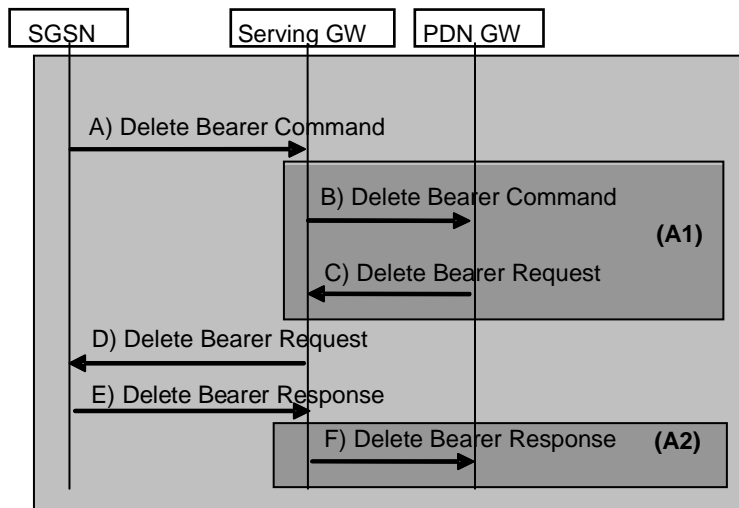 SGSN Serving GW PDN GW
A) Delete Bearer Command
B) Delete Bearer Command
(A1)
C) Delete Bearer Request
D) Delete Bearer Request
E) Delete Bearer Response
F) Delete Bearer Response (A2)